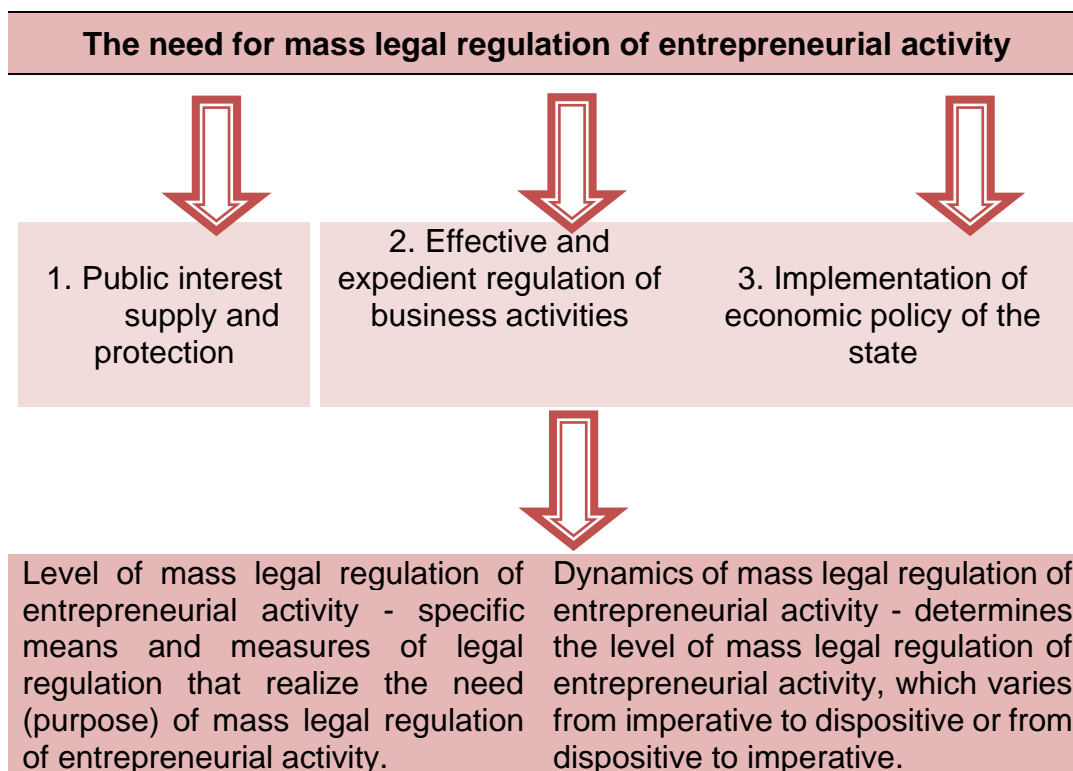 The need for mass legal regulation of entrepreneurial activity
1. Public interest
supply and
protection
2. Effective and
expedient regulation of
business activities
3. Implementation of
economic policy of the
state
Level of mass legal regulation of
entrepreneurial activity - specific
means and measures of legal
regulation that realize the need
(purpose) of mass legal regulation
of entrepreneurial activity.
Dynamics of mass legal regulation of
entrepreneurial activity - determines
the level of mass legal regulation of
entrepreneurial activity, which varies
from imperative to dispositive or from
dispositive to imperative.